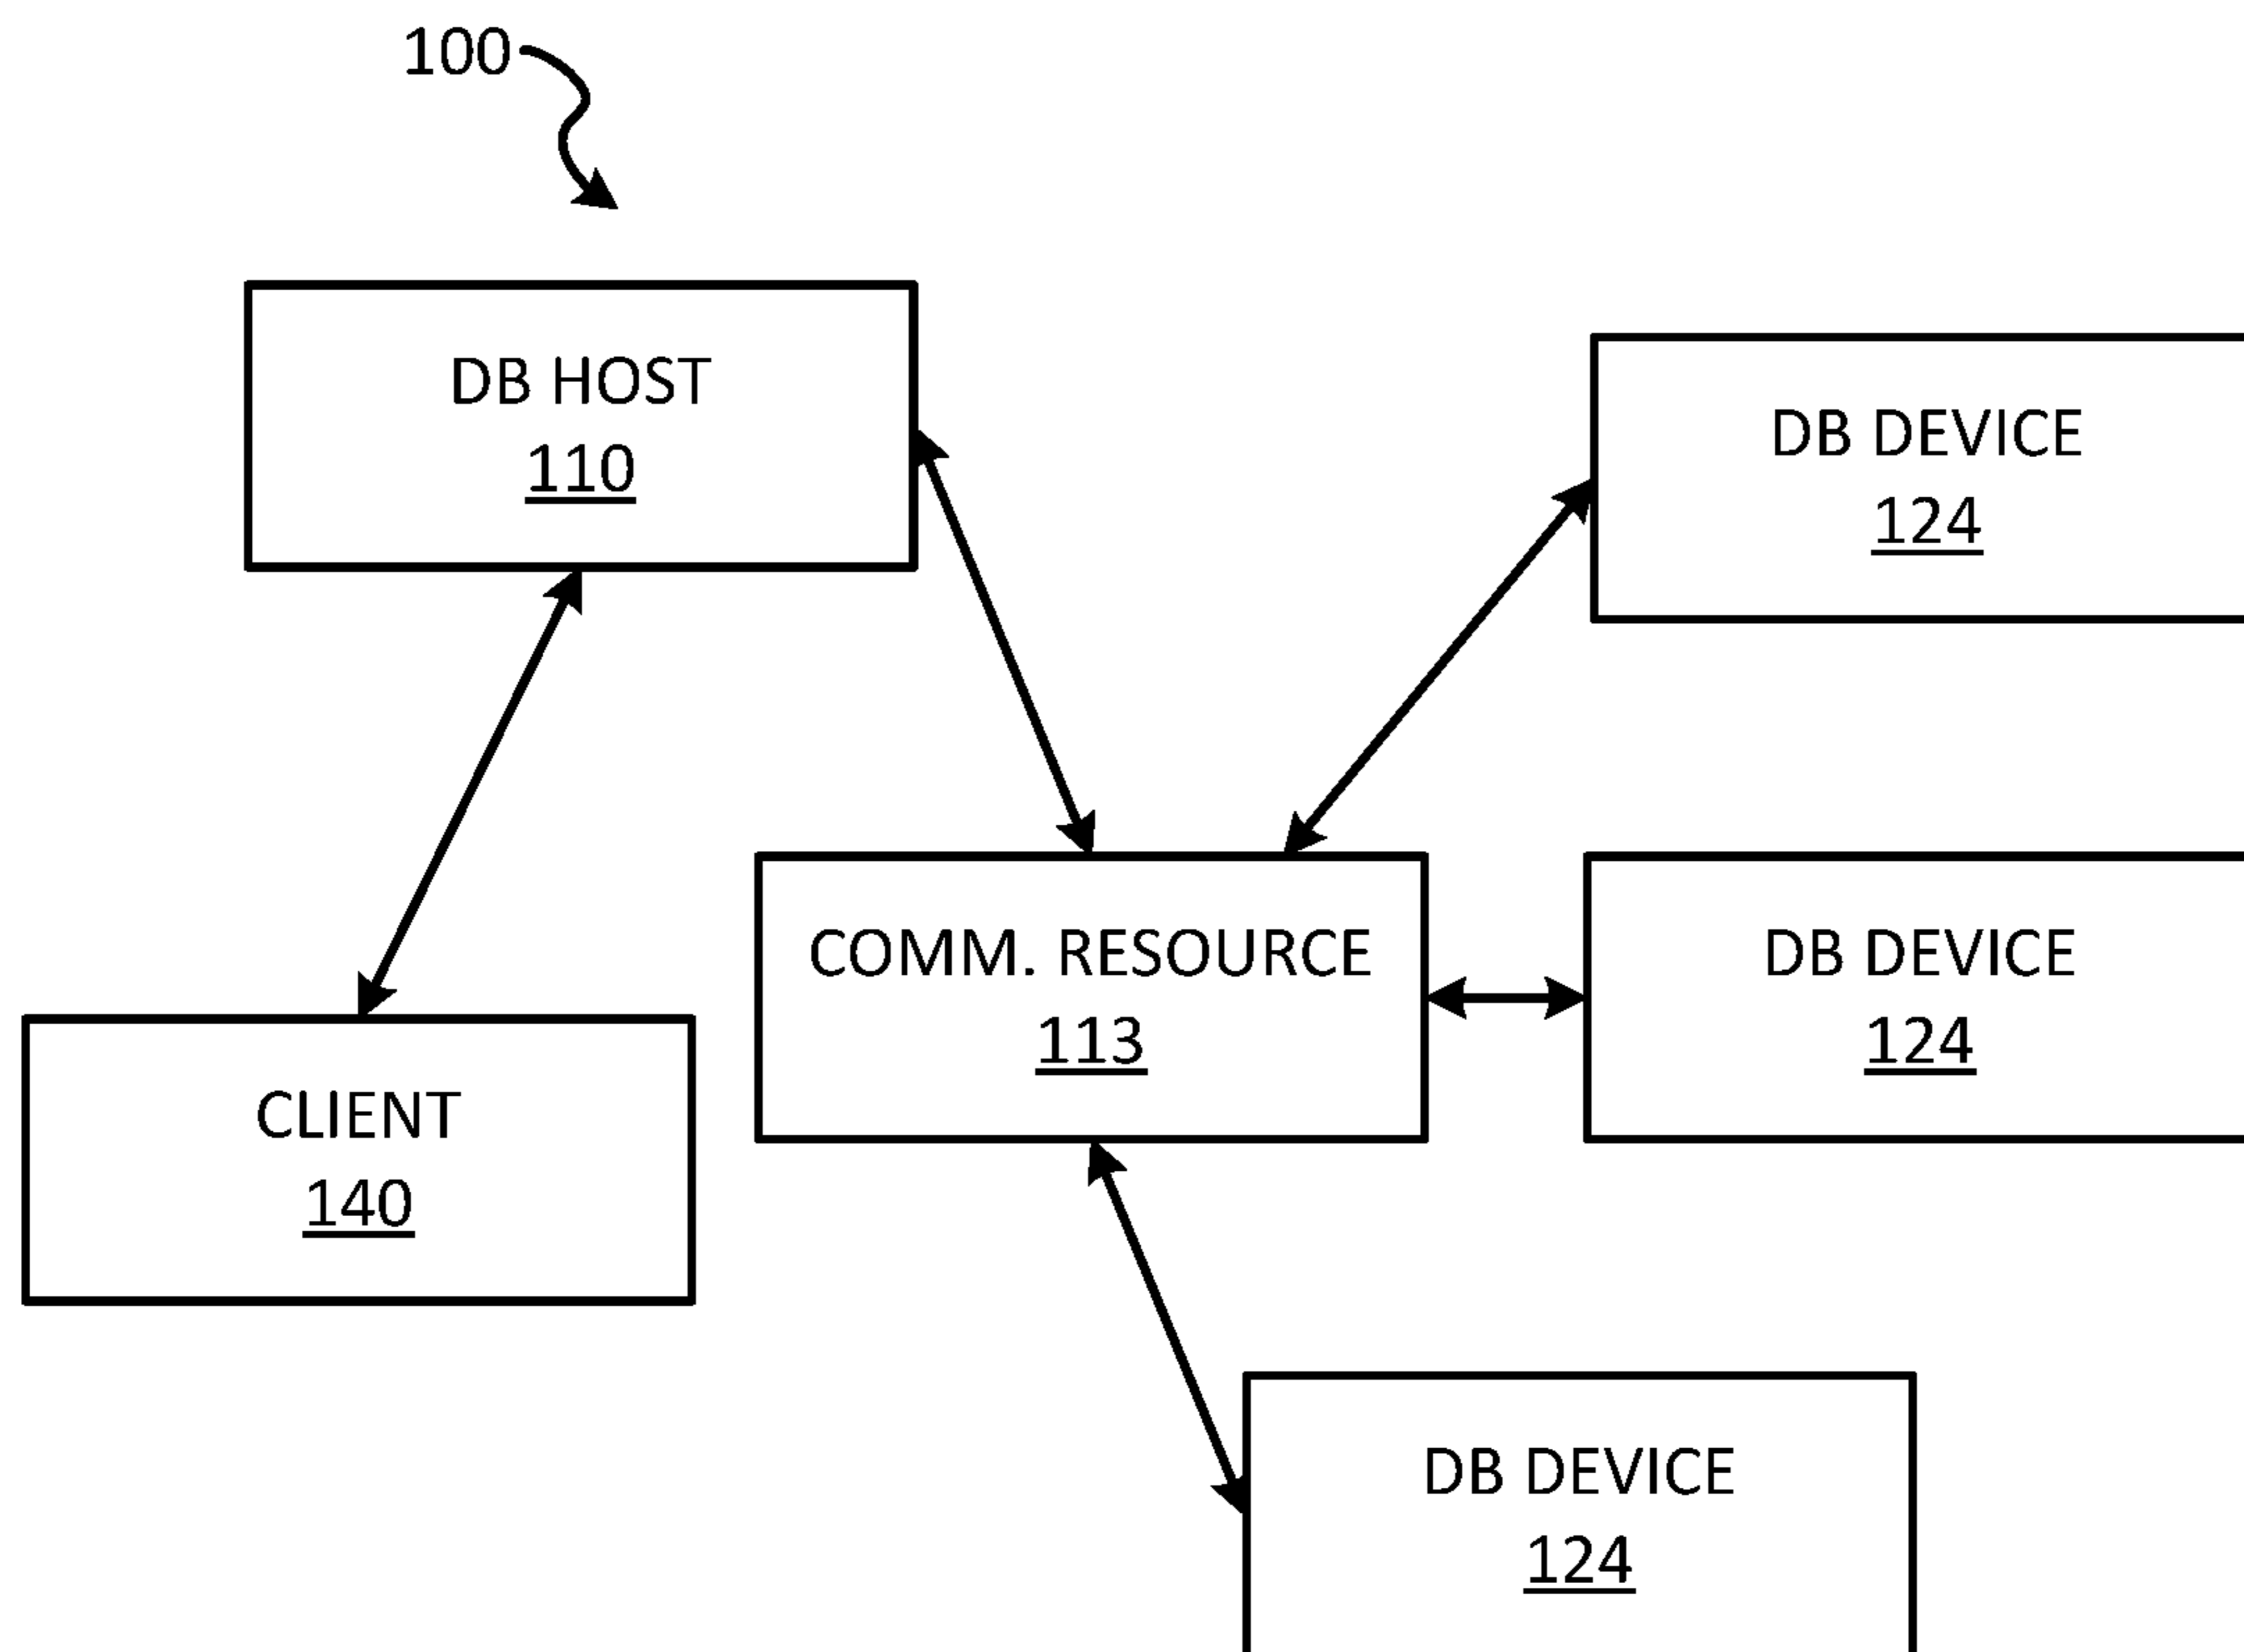 100
DB HOST
110
DB DEVICE
124
COMM. RESOURCE
113
DB DEVICE
124
CLIENT
140
DB DEVICE
124